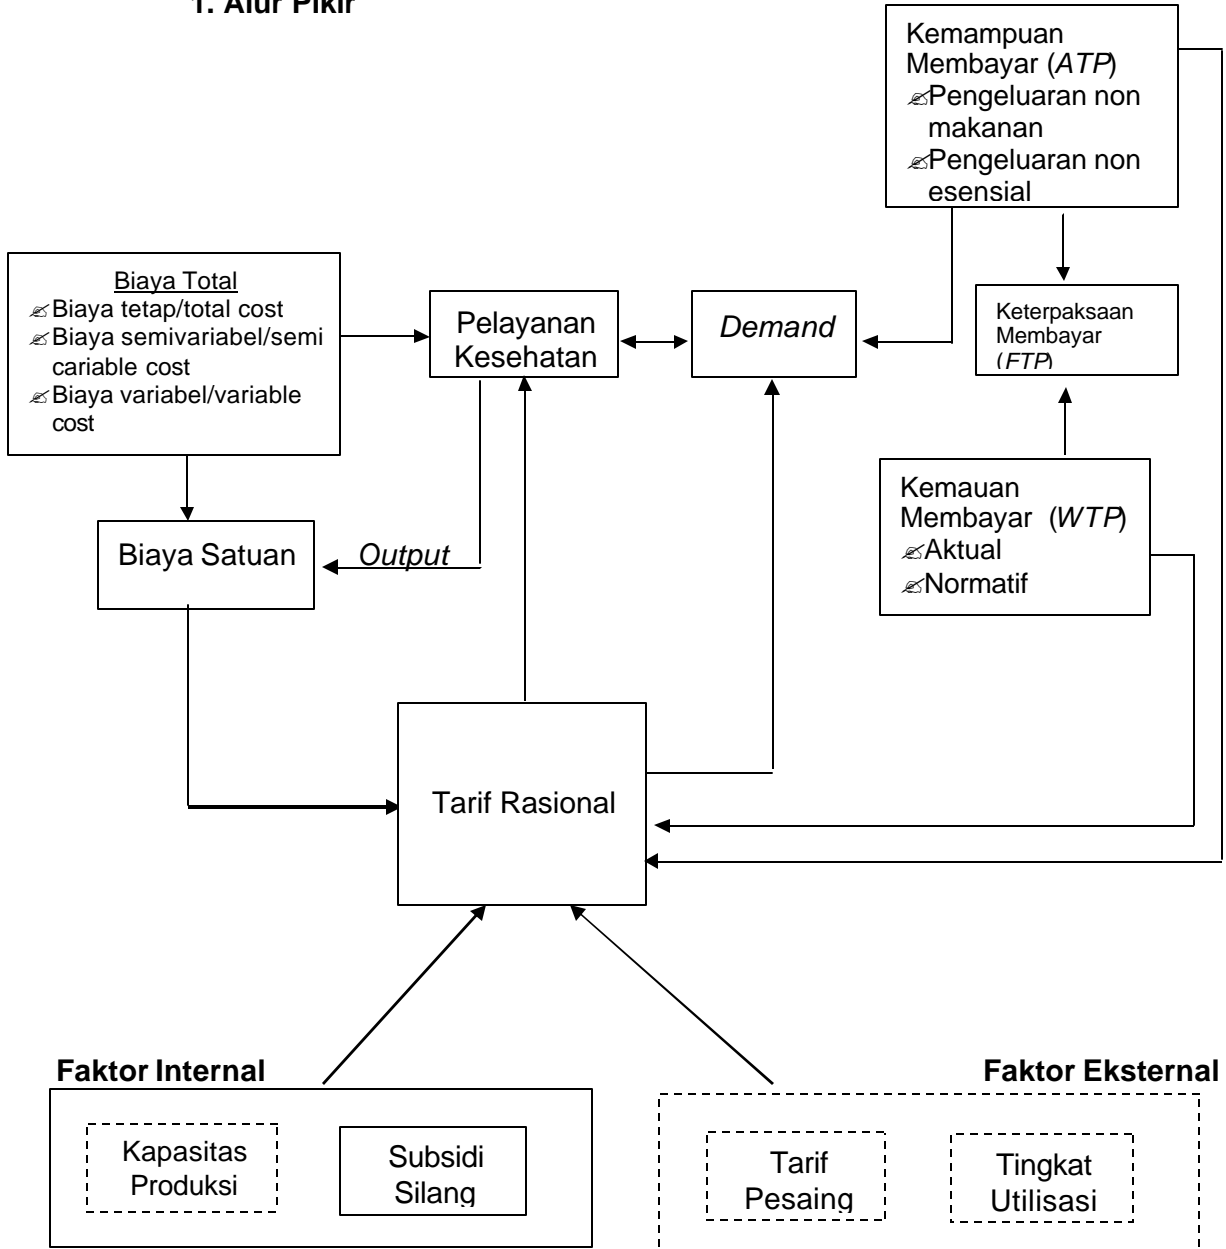 1. Alur Pikir
Kemampuan
Membayar (ATP)
Pengeluaran non
makanan
Pengeluaran non
esensial
Biaya Total
Biaya tetap/total cost
Biaya semivariabel/semi
cariable cost
Biaya variabel/variable
cost
Pelayanan
Kesehatan
Demand
Keterpaksaan
Membayar
(FTP)
Kemauan
Membayar (WTP)
Aktual
Normatif
Biaya Satuan
Output
Tarif Rasional
Faktor Internal
Faktor Eksternal
Kapasitas
Produksi
Subsidi
Silang
Tarif
Pesaing
Tingkat
Utilisasi